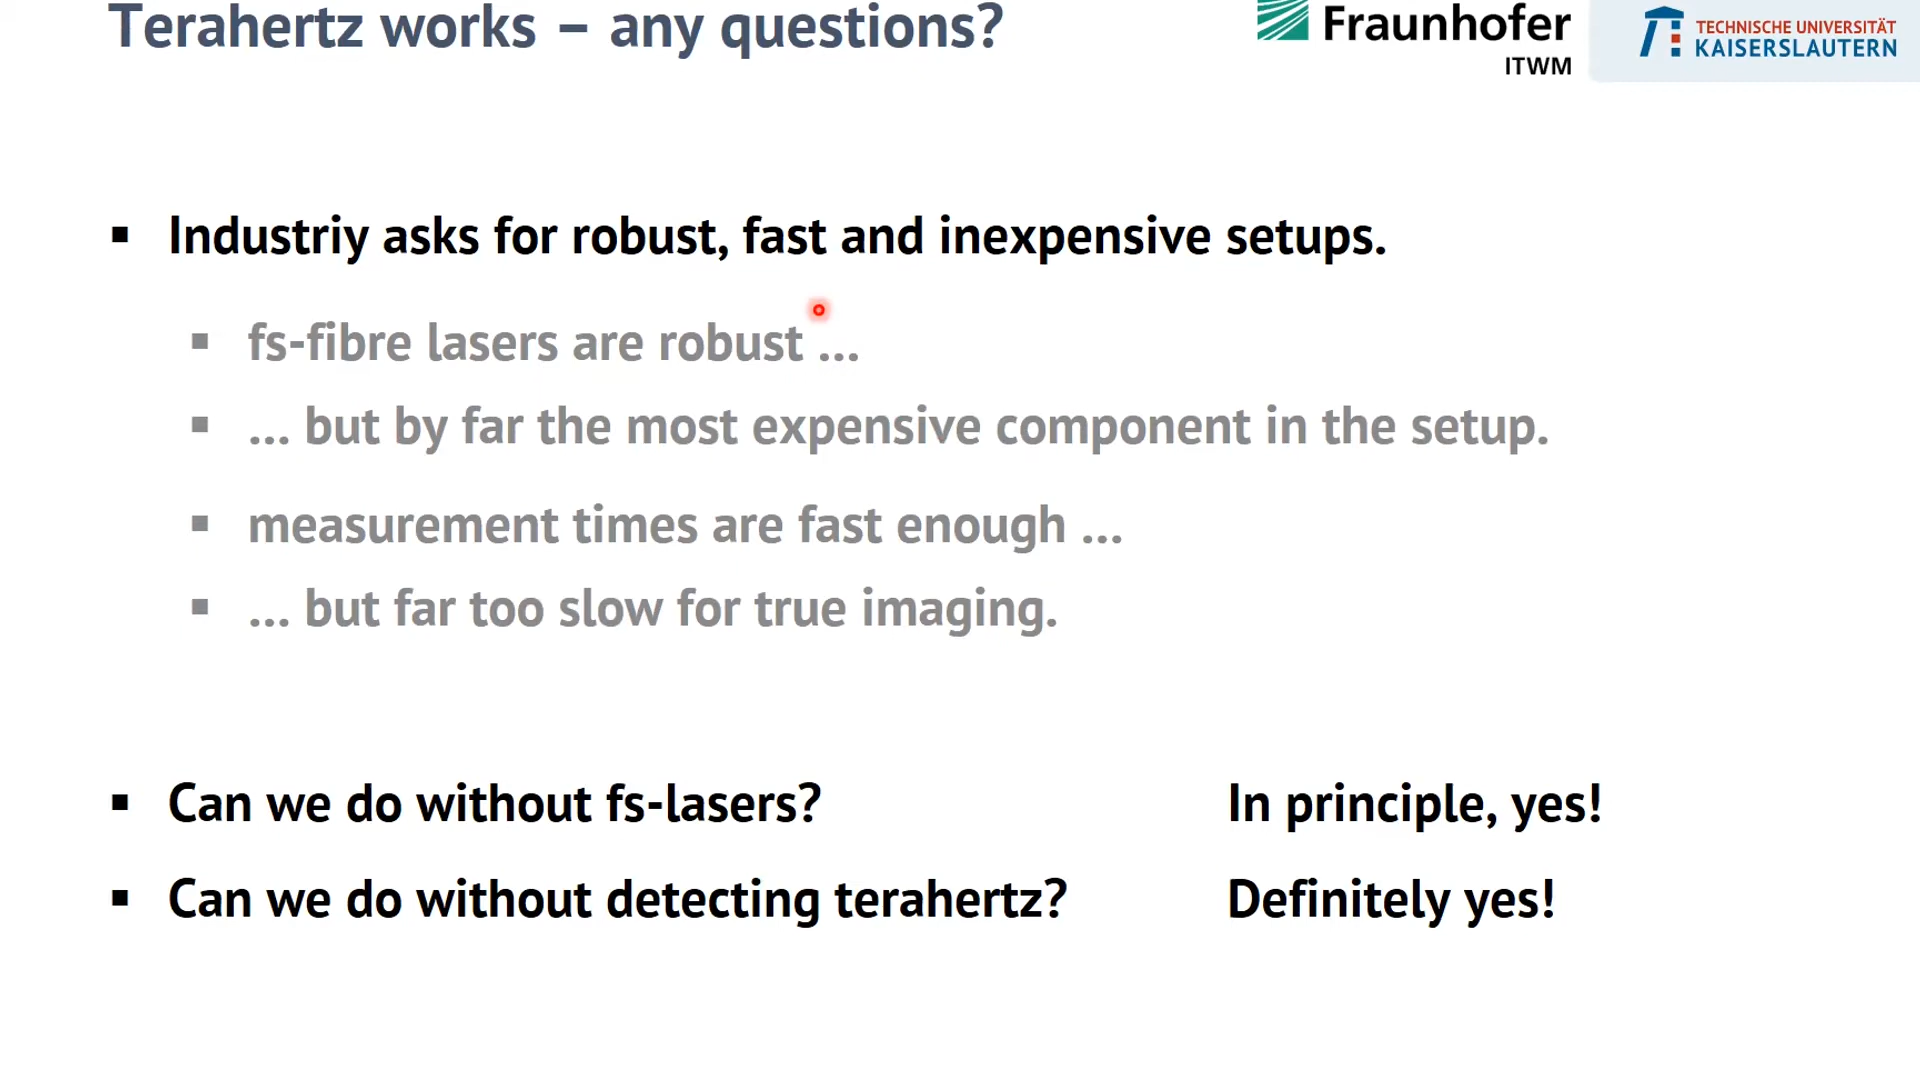 Terahertz works – any questions?
Fraunhofer
ITWM
TECHNISCHE UNIVERSITÄT
KAISERSLAUTERN
▪ Industriy asks for robust, fast and inexpensive setups.
▪ fs-fibre lasers are robust ...
▪ ... but by far the most expensive component in the setup.
▪ measurement times are fast enough ...
▪ ... but far too slow for true imaging.
▪ Can we do without fs-lasers? In principle, yes!
▪ Can we do without detecting terahertz? Definitely yes!